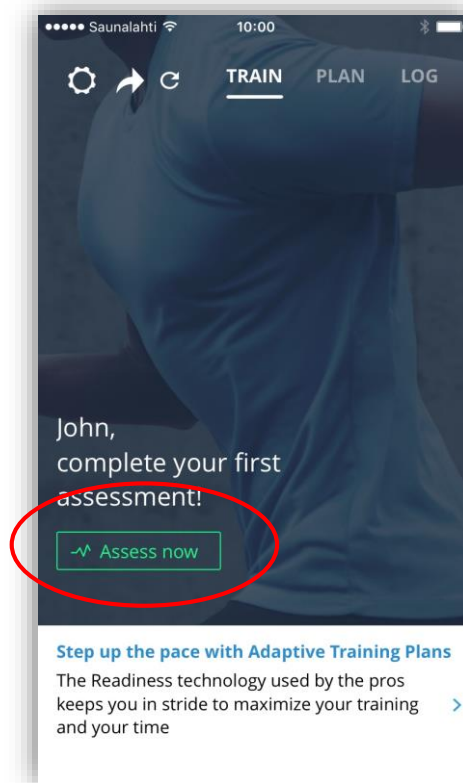 Saunalahti 10:00
TRAIN PLAN LOG
John,
complete your first
assessment!
Assess now
Step up the pace with Adaptive Training Plans
The Readiness technology used by the pros
keeps you in stride to maximize your training
and your time